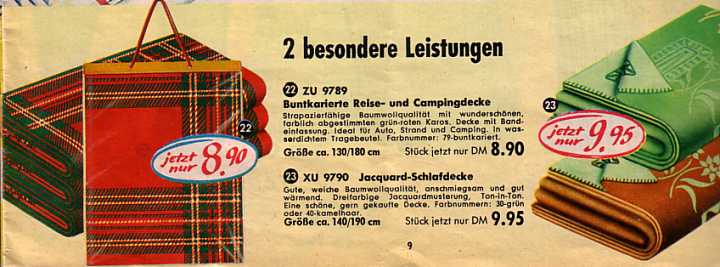 2 besondere Leistungen
22 ZU 9789
Buntkarierte Reise- und Campingdecke
Strapazierfähige Baumwollqualität mit wunderschönen,
farblich abgestimmten grün-roten Karos. Decke mit Band-
einfassung. Ideal für Auto, Strand und Camping. In was-
serdichtem Tragebeutel. Farbnummer: 79-buntkariert.
Größe ca. 130/180 cm Stück jetzt nur DM 8.90
23 XU 9790 Jacquard-Schlafdecke
Gute, weiche Baumwollqualität, anschmiegsam und gut
wärmend. Dreifarbige Jacquardmusterung, Ton-in-Ton.
Eine schöne, gern gekaufte Decke. Farbnummern: 30-grün
oder 40-kamelhaar.
Größe ca. 140/190 cm Stück jetzt nur DM 9.95
22
jetzt
nur 8.90
23
jetzt
nur 9.95
9